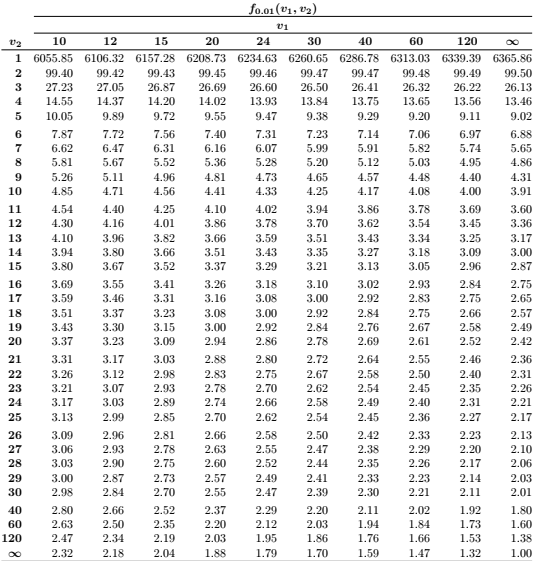 f0.01(v1, v2)
v1
v2 10 12 15 20 24 30 40 60 120 ∞
1 6055.85 6106.32 6157.28 6208.73 6234.63 6260.65 6286.78 6313.03 6339.39 6365.86
2 99.40 99.42 99.43 99.45 99.46 99.47 99.47 99.48 99.49 99.50
3 27.23 27.05 26.87 26.69 26.60 26.50 26.41 26.32 26.22 26.13
4 14.55 14.37 14.20 14.02 13.93 13.84 13.75 13.65 13.56 13.46
5 10.05 9.89 9.72 9.55 9.47 9.38 9.29 9.20 9.11 9.02
6 7.87 7.72 7.56 7.40 7.31 7.23 7.14 7.06 6.97 6.88
7 6.62 6.47 6.31 6.16 6.07 5.99 5.91 5.82 5.74 5.65
8 5.81 5.67 5.52 5.36 5.28 5.20 5.12 5.03 4.95 4.86
9 5.26 5.11 4.96 4.81 4.73 4.65 4.57 4.48 4.40 4.31
10 4.85 4.71 4.56 4.41 4.33 4.25 4.17 4.08 4.00 3.91
11 4.54 4.40 4.25 4.10 4.02 3.94 3.86 3.78 3.69 3.60
12 4.30 4.16 4.01 3.86 3.78 3.70 3.62 3.54 3.45 3.36
13 4.10 3.96 3.82 3.66 3.59 3.51 3.43 3.34 3.25 3.17
14 3.94 3.80 3.66 3.51 3.43 3.35 3.27 3.18 3.09 3.00
15 3.80 3.67 3.52 3.37 3.29 3.21 3.13 3.05 2.96 2.87
16 3.69 3.55 3.41 3.26 3.18 3.10 3.02 2.93 2.84 2.75
17 3.59 3.46 3.31 3.16 3.08 3.00 2.92 2.83 2.75 2.65
18 3.51 3.37 3.23 3.08 3.00 2.92 2.84 2.75 2.66 2.57
19 3.43 3.30 3.15 3.00 2.92 2.84 2.76 2.67 2.58 2.49
20 3.37 3.23 3.09 2.94 2.86 2.78 2.69 2.61 2.52 2.42
21 3.31 3.17 3.03 2.88 2.80 2.72 2.64 2.55 2.46 2.36
22 3.26 3.12 2.98 2.83 2.75 2.67 2.58 2.50 2.40 2.31
23 3.21 3.07 2.93 2.78 2.70 2.62 2.54 2.45 2.35 2.26
24 3.17 3.03 2.89 2.74 2.66 2.58 2.49 2.40 2.31 2.21
25 3.13 2.99 2.85 2.70 2.62 2.54 2.45 2.36 2.27 2.17
26 3.09 2.96 2.81 2.66 2.58 2.50 2.42 2.33 2.23 2.13
27 3.06 2.93 2.78 2.63 2.55 2.47 2.38 2.29 2.20 2.10
28 3.03 2.90 2.75 2.60 2.52 2.44 2.35 2.26 2.17 2.06
29 3.00 2.87 2.73 2.57 2.49 2.41 2.33 2.23 2.14 2.03
30 2.98 2.84 2.70 2.55 2.47 2.39 2.30 2.21 2.11 2.01
40 2.80 2.66 2.52 2.37 2.29 2.20 2.11 2.02 1.92 1.80
60 2.63 2.50 2.35 2.20 2.12 2.03 1.94 1.84 1.73 1.60
120 2.47 2.34 2.19 2.03 1.95 1.86 1.76 1.66 1.53 1.38
∞ 2.32 2.18 2.04 1.88 1.79 1.70 1.59 1.47 1.32 1.00